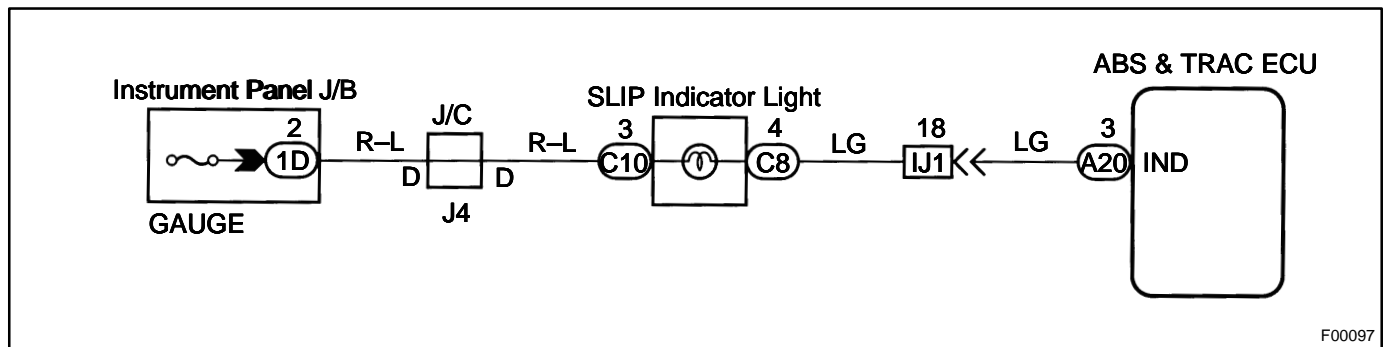 ABS & TRAC ECU
Instrument Panel J/B
SLIP Indicator Light
J/C
2
3
4
18
3
R–L
R–L
LG
LG
1D
C10
C8
IJ1
A20
IND
D
D
J4
GAUGE
F00097